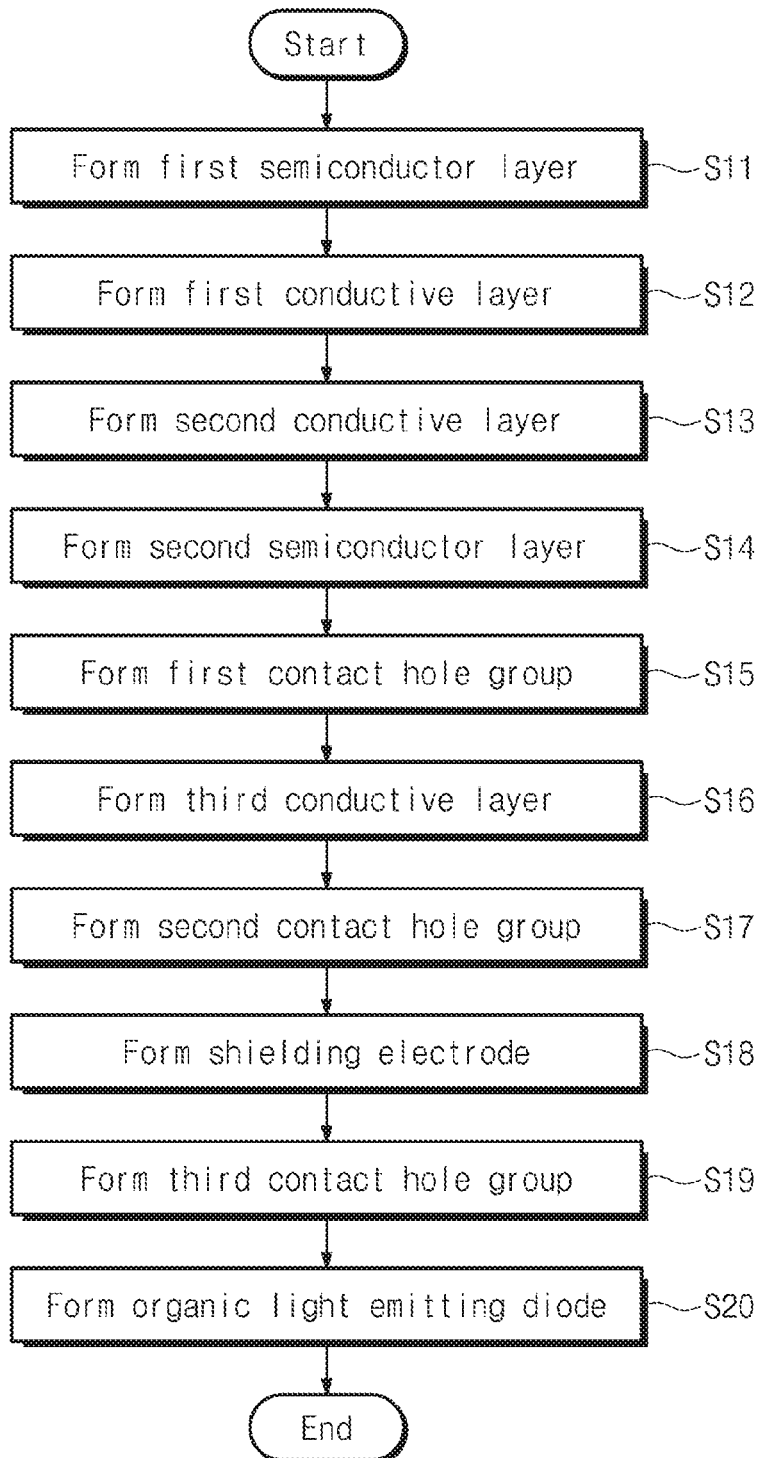 Start
Form first semiconductor layer S11
Form first conductive layer S12
Form second conductive layer S13
Form second semiconductor layer S14
Form first contact hole group S15
Form third conductive layer S16
Form second contact hole group S17
Form shielding electrode S18
Form third contact hole group S19
Form organic light emitting diode S20
End